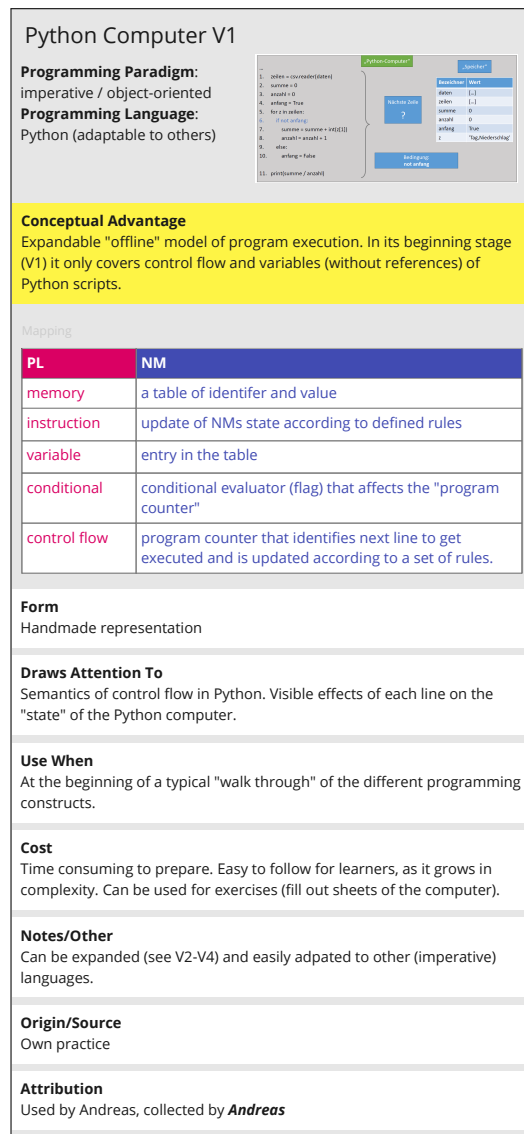 Python Computer V1
Programming Paradigm:
imperative / object-oriented
Programming Language:
Python (adaptable to others)
„Python-Computer"
„Speicher"
...
1. zeilen = csv.reader(daten)
2. summe = 0
3. anzahl = 0
4. anfang = True
5. for z in zeilen:
6. if not anfang:
7. summe = summe + int(z[1])
8. anzahl = anzahl + 1
9. else:
10. anfang = False
11. print(summe / anzahl)
Nächste Zeile
?
Bedingung:
not anfang
Bezeichner Wert
daten [...]
zeilen [...]
summe 0
anzahl 0
anfang True
z 'Tag,Niederschlag'
Conceptual Advantage
Expandable "offline" model of program execution. In its beginning stage
(V1) it only covers control flow and variables (without references) of
Python scripts.
Mapping
PL NM
memory a table of identifer and value
instruction update of NMs state according to defined rules
variable entry in the table
conditional conditional evaluator (flag) that affects the "program
counter"
control flow program counter that identifies next line to get
executed and is updated according to a set of rules.
Form
Handmade representation
Draws Attention To
Semantics of control flow in Python. Visible effects of each line on the
"state" of the Python computer.
Use When
At the beginning of a typical "walk through" of the different programming
constructs.
Cost
Time consuming to prepare. Easy to follow for learners, as it grows in
complexity. Can be used for exercises (fill out sheets of the computer).
Notes/Other
Can be expanded (see V2-V4) and easily adpated to other (imperative)
languages.
Origin/Source
Own practice
Attribution
Used by Andreas, collected by Andreas